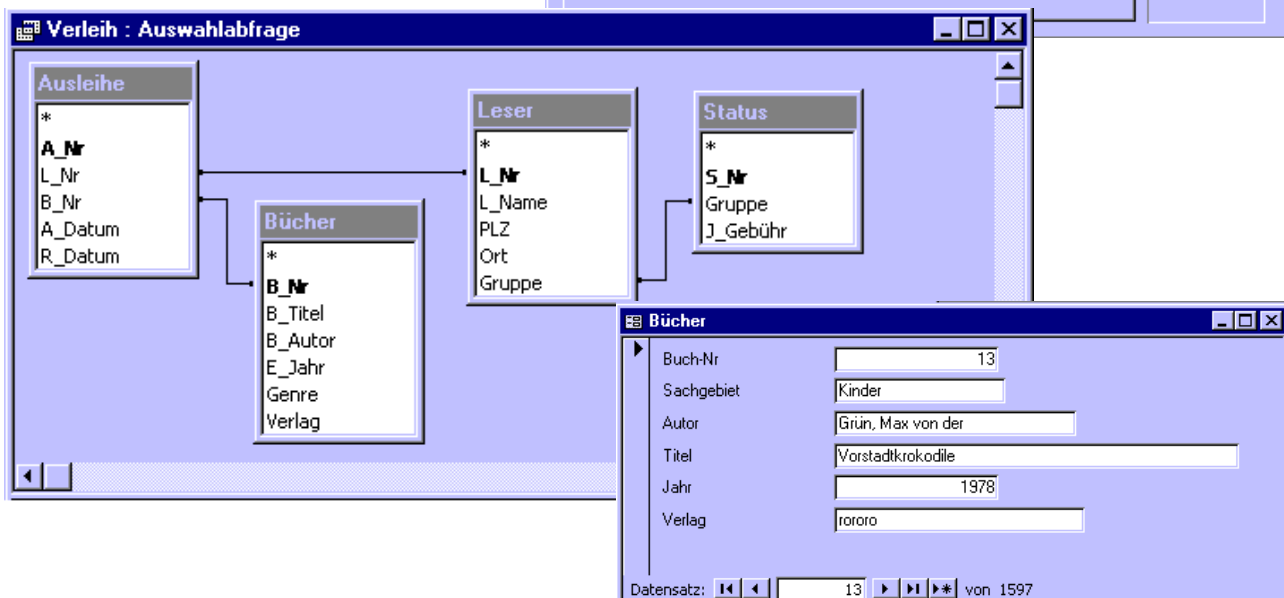 Verleih : Auswahlabfrage
Ausleihe
*
A_Nr
L_Nr
B_Nr
A_Datum
R_Datum
Bücher
*
B_Nr
B_Titel
B_Autor
E_Jahr
Genre
Verlag
Leser
*
L_Nr
L_Name
PLZ
Ort
Gruppe
Status
*
S_Nr
Gruppe
J_Gebühr
Bücher
Buch-Nr 13
Sachgebiet Kinder
Autor Grün, Max von der
Titel Vorstadtkrokodile
Jahr 1978
Verlag rororo
Datensatz: 13 von 1597